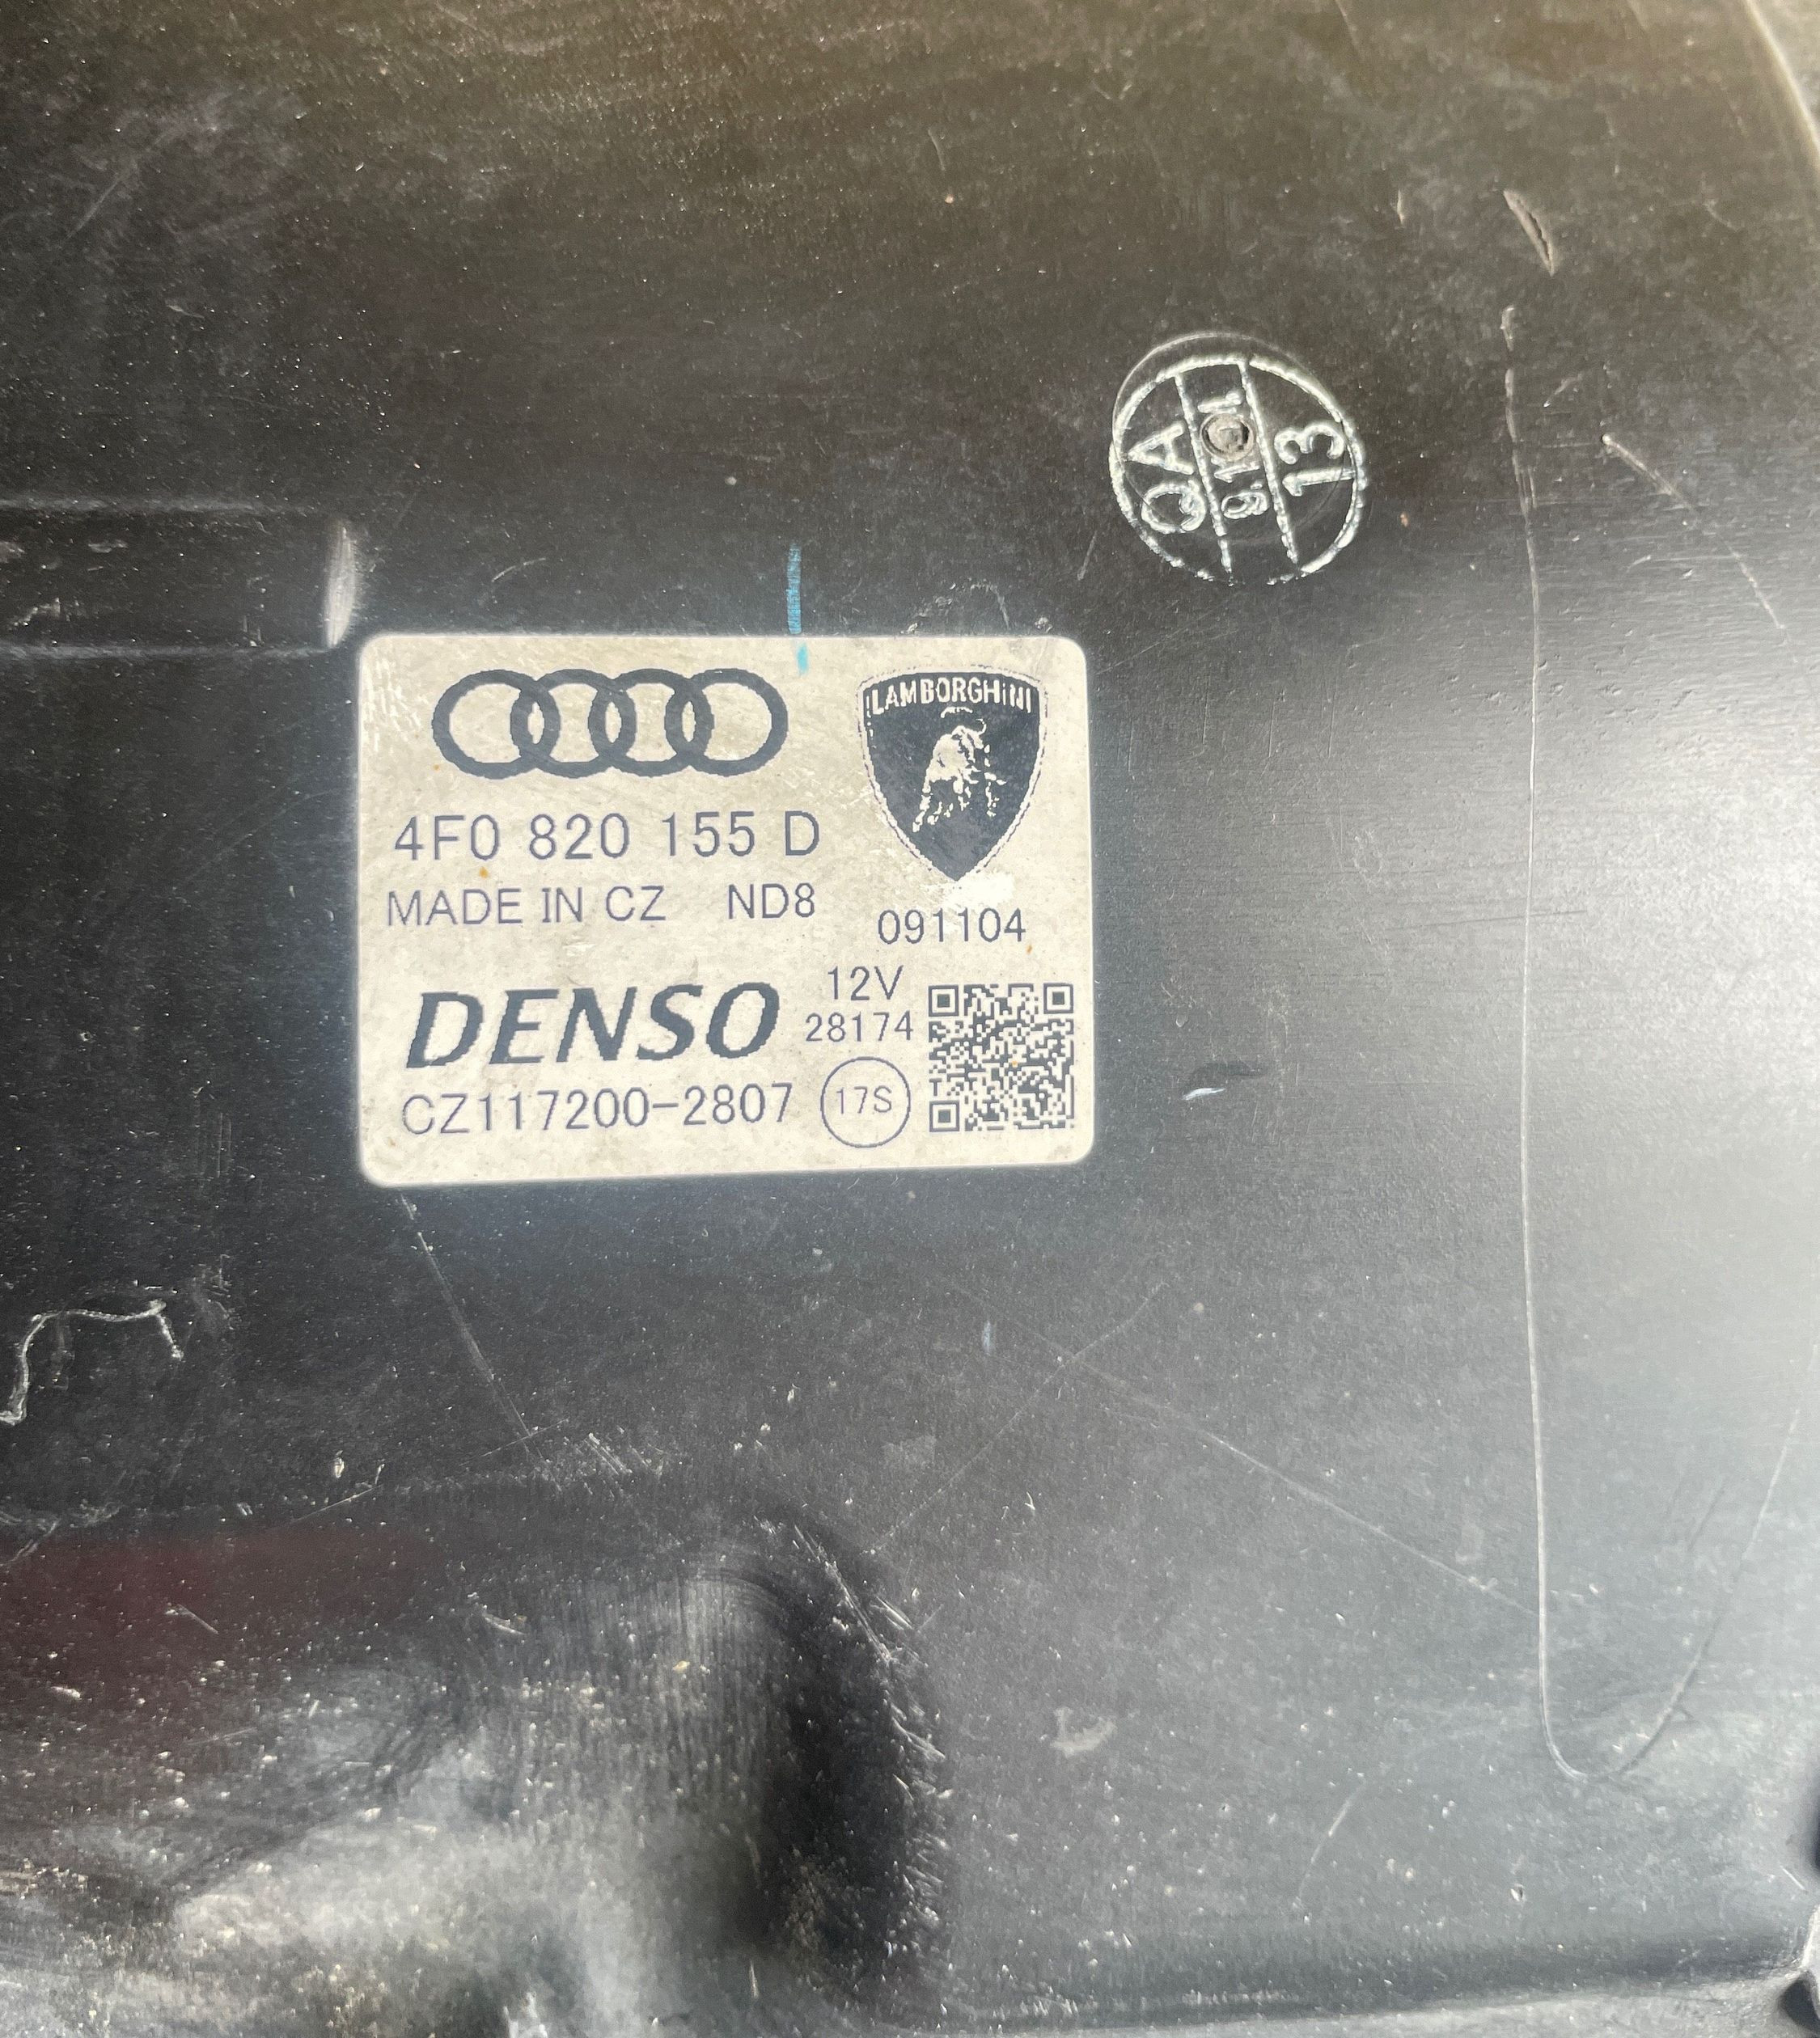 QA
13
LAMBORGHINI
4F0 820 155 D
MADE IN CZ ND8
091104
DENSO
12V
28174
CZ117200-2807
17S